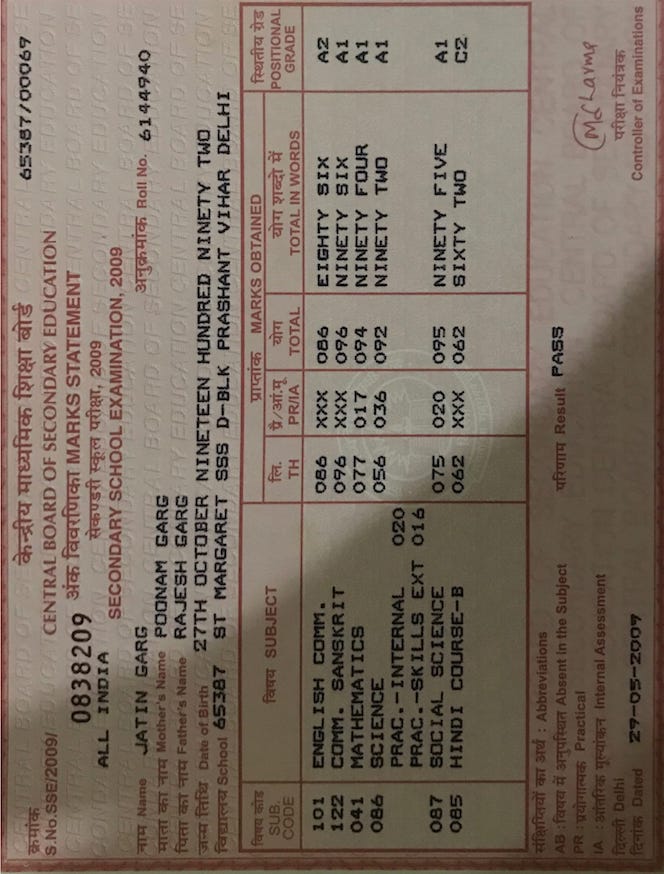 केन्द्रीय माध्यमिक शिक्षा बोर्ड
क्रमांक
65387/00069
S.No.SSE/2009/ CENTRAL BOARD OF SECONDARY EDUCATION
0838209 अंक विवरणिका MARKS STATEMENT
सेकण्डरी स्कूल परीक्षा, 2009
ALL INDIA
SECONDARY SCHOOL EXAMINATION, 2009
नाम Name JATIN GARG अनुक्रमांक Roll No. 6144940
माता का नाम Mother's Name POONAM GARG
पिता का नाम Father's Name RAJESH GARG
जन्म तिथि Date of Birth 27TH OCTOBER NINETEEN HUNDRED NINETY TWO
विद्यालय School 65387 ST MARGARET SSS D-BLK PRASHANT VIHAR DELHI
प्राप्तांक MARKS OBTAINED
विषय कोड SUB. CODE विषय SUBJECT लि. TH प्रै/आं.मू PR/IA योग TOTAL योग शब्दों में TOTAL IN WORDS स्थितीय ग्रेड POSITIONAL GRADE
101 ENGLISH COMM. 086 XXX 086 EIGHTY SIX A2
122 COMM. SANSKRIT 096 XXX 096 NINETY SIX A1
041 MATHEMATICS 077 017 094 NINETY FOUR A1
086 SCIENCE 056 036 092 NINETY TWO A1
PRAC.-INTERNAL 020
PRAC.-SKILLS EXT 016
087 SOCIAL SCIENCE 075 020 095 NINETY FIVE A1
085 HINDI COURSE-B 062 XXX 062 SIXTY TWO C2
संक्षिप्तियों का अर्थ : Abbreviations
AB : विषय में अनुपस्थित Absent in the Subject परिणाम Result PASS
PR : प्रयोगात्मक Practical
IA : आंतरिक मूल्यांकन Internal Assessment
दिल्ली Delhi परीक्षा नियंत्रक
दिनांक Dated 29-05-2009 Controller of Examinations